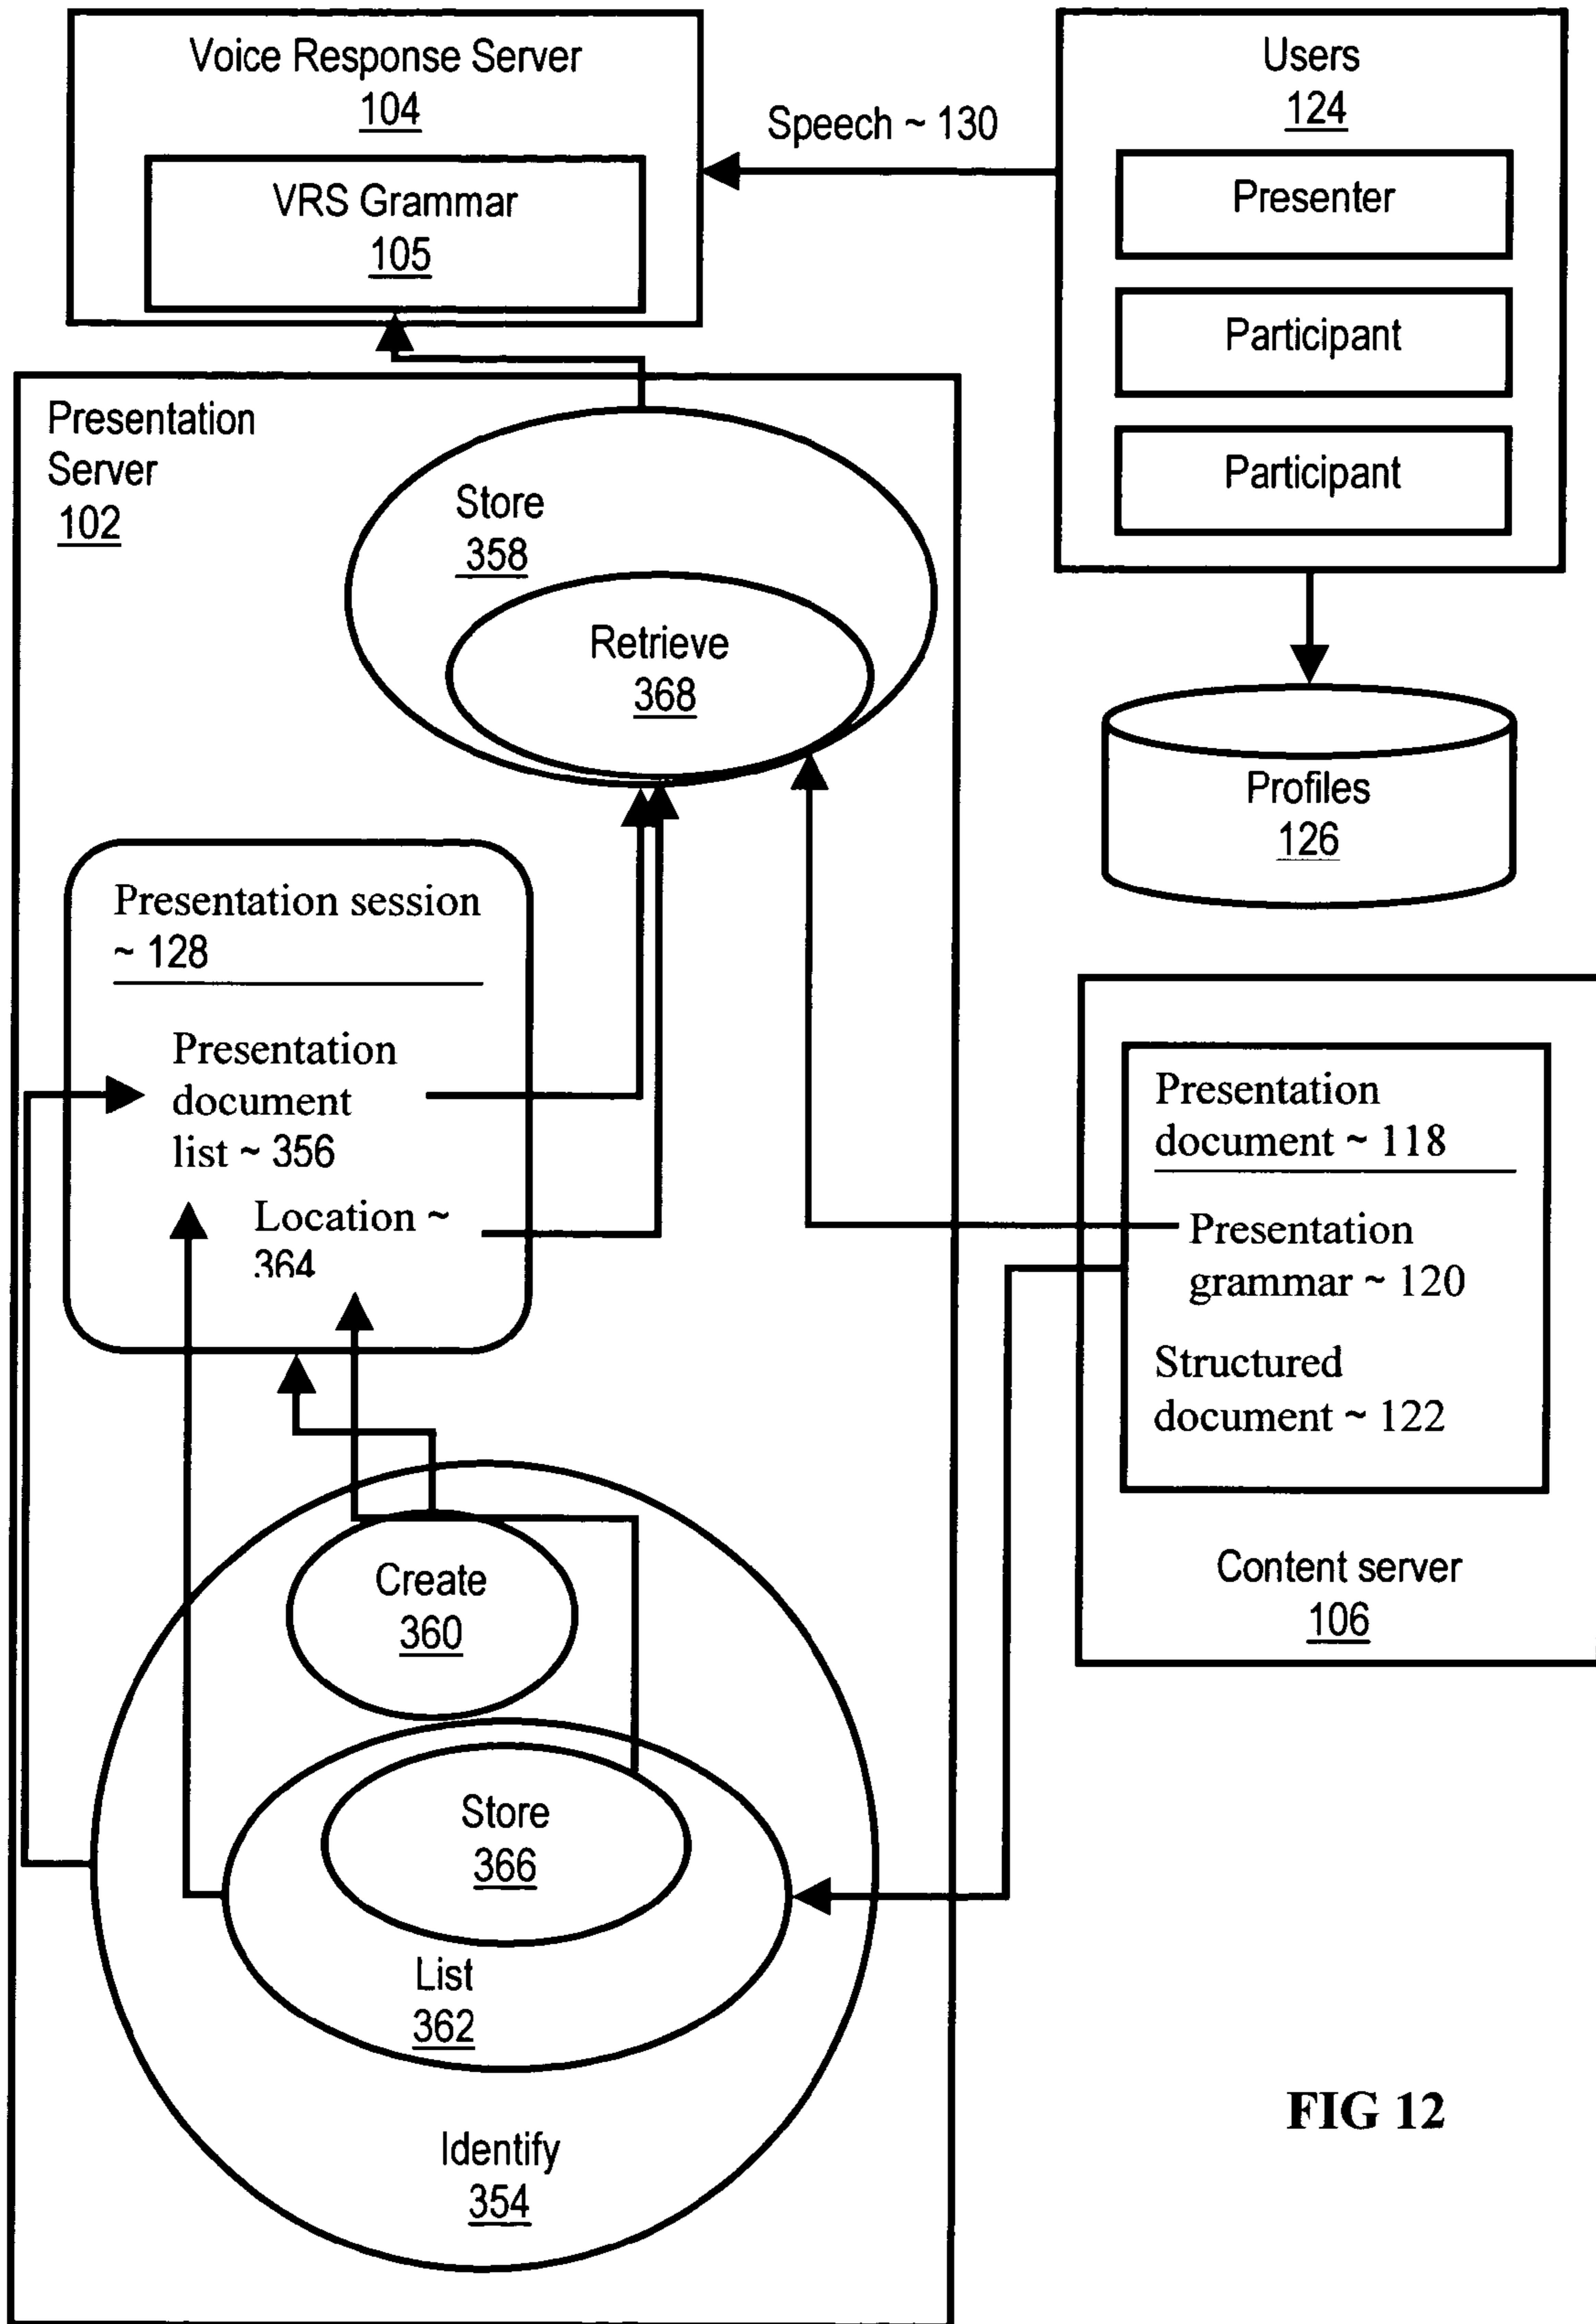 Voice Response Server
104
VRS Grammar
105
Speech ~ 130
Users
124
Presenter
Participant
Participant
Profiles
126
Presentation
Server
102
Store
358
Retrieve
368
Presentation session
~ 128
Presentation
document
list ~ 356
Location ~
364
Presentation
document ~ 118
Presentation
grammar ~ 120
Structured
document ~ 122
Content server
106
Create
360
Store
366
List
362
Identify
354
FIG 12